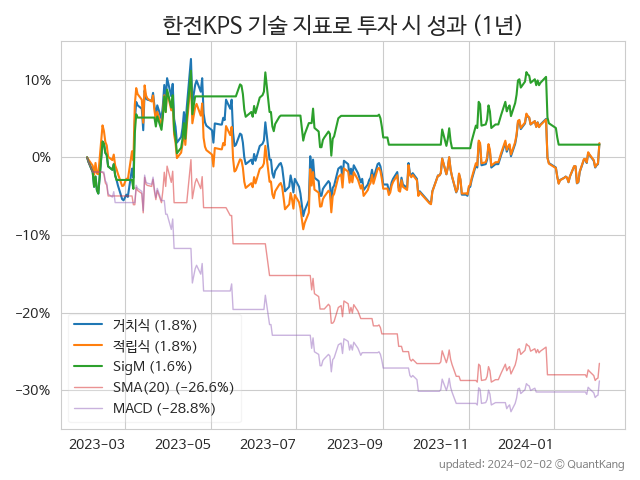 한전KPS 기술 지표로 투자 시 성과 (1년)
10%
0%
−10%
−20%
−30%
거치식 (1.8%)
적립식 (1.8%)
SigM (1.6%)
SMA(20) (−26.6%)
MACD (−28.8%)
2023-03 2023-05 2023-07 2023-09 2023-11 2024-01
updated: 2024-02-02 ⓒ QuantKang